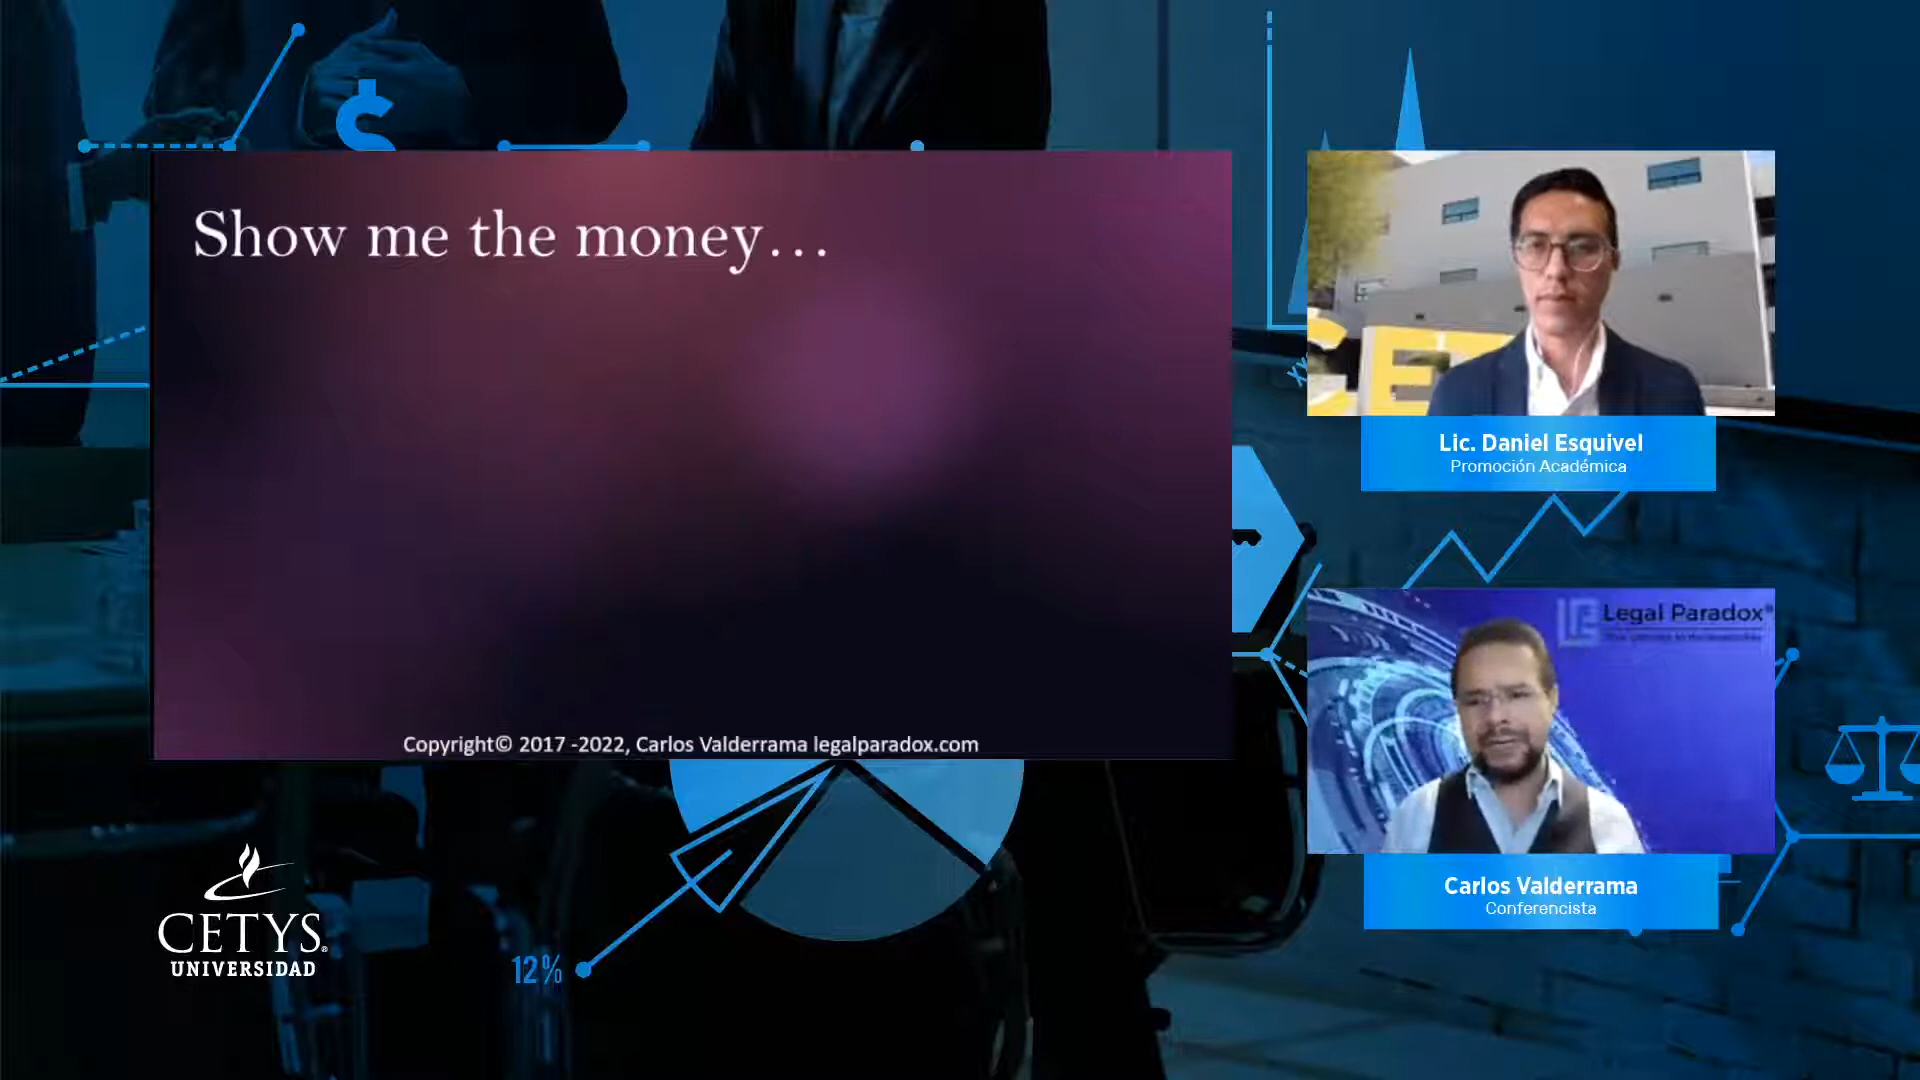 Show me the money...
Copyright© 2017 -2022, Carlos Valderrama legalparadox.com
Lic. Daniel Esquivel
Promoción Académica
Legal Paradox®
Carlos Valderrama
Conferencista
CETYS®
UNIVERSIDAD
12%